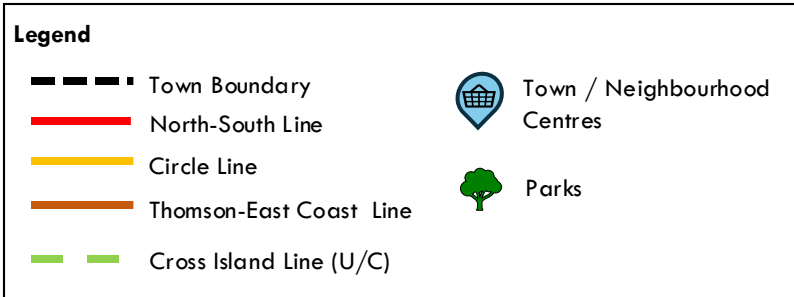 Legend
Town Boundary
North-South Line
Circle Line
Thomson-East Coast Line
Cross Island Line (U/C)
Town / Neighbourhood
Centres
Parks